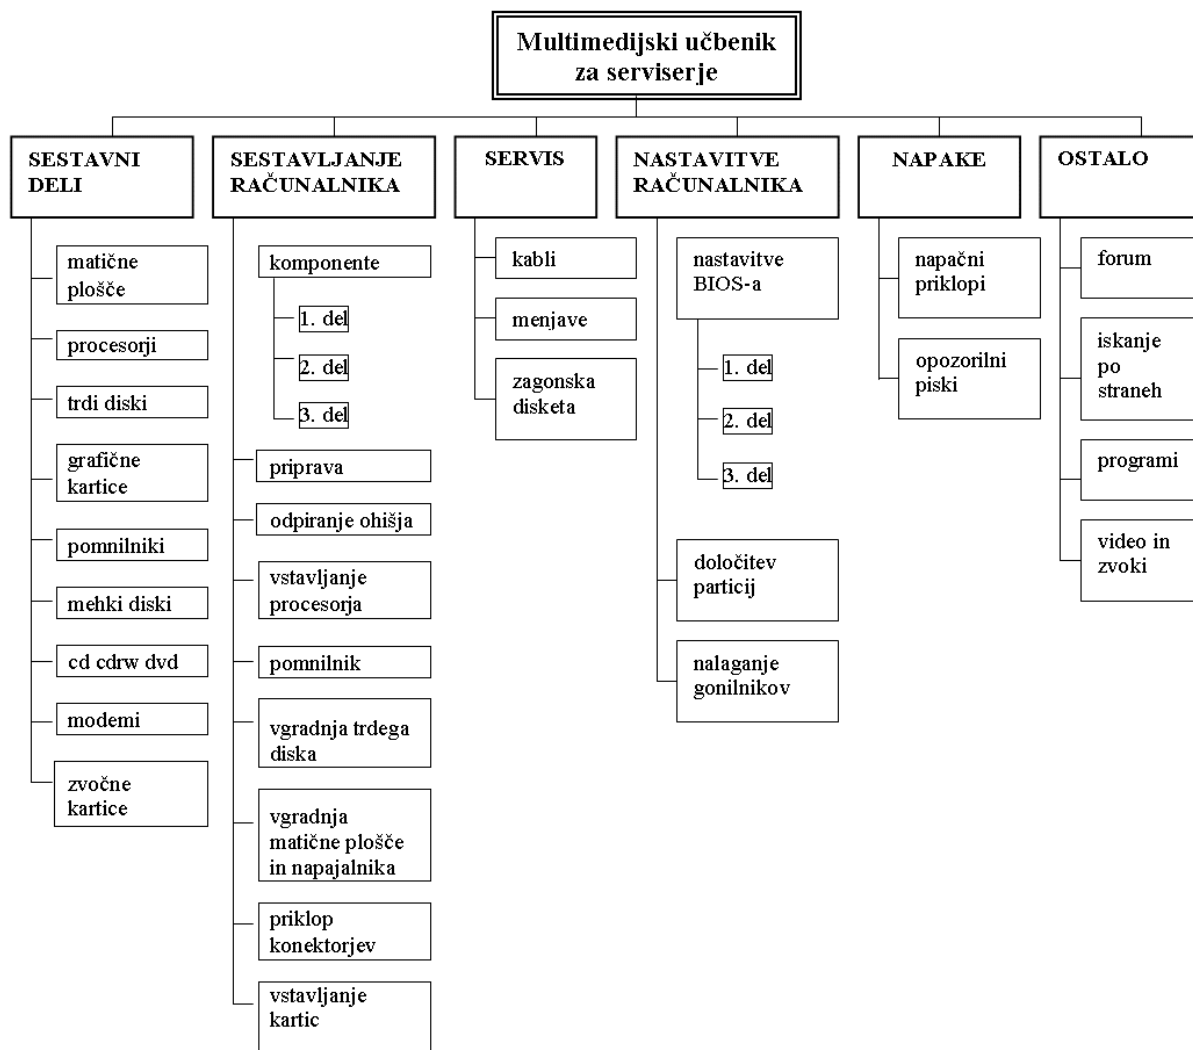 Multimedijski učbenik
za serviserje
SESTAVNI
DELI
matične
plošče
procesorji
trdi diski
grafične
kartice
pomnilniki
mehki diski
cd cdrw dvd
modemi
zvočne
kartice
SESTAVLJANJE
RAČUNALNIKA
komponente
1. del
2. del
3. del
priprava
odpiranje ohišja
vstavljanje
procesorja
pomnilnik
vgradnja trdega
diska
vgradnja
matične plošče
in napajalnika
priklop
konektorjev
vstavljanje
kartic
SERVIS
kabli
menjave
zagonska
disketa
NASTAVITVE
RAČUNALNIKA
nastavitve
BIOS-a
1. del
2. del
3. del
določitev
particij
nalaganje
gonilnikov
NAPAKE
napačni
priklopi
opozorilni
piski
OSTALO
forum
iskanje
po
straneh
programi
video in
zvoki